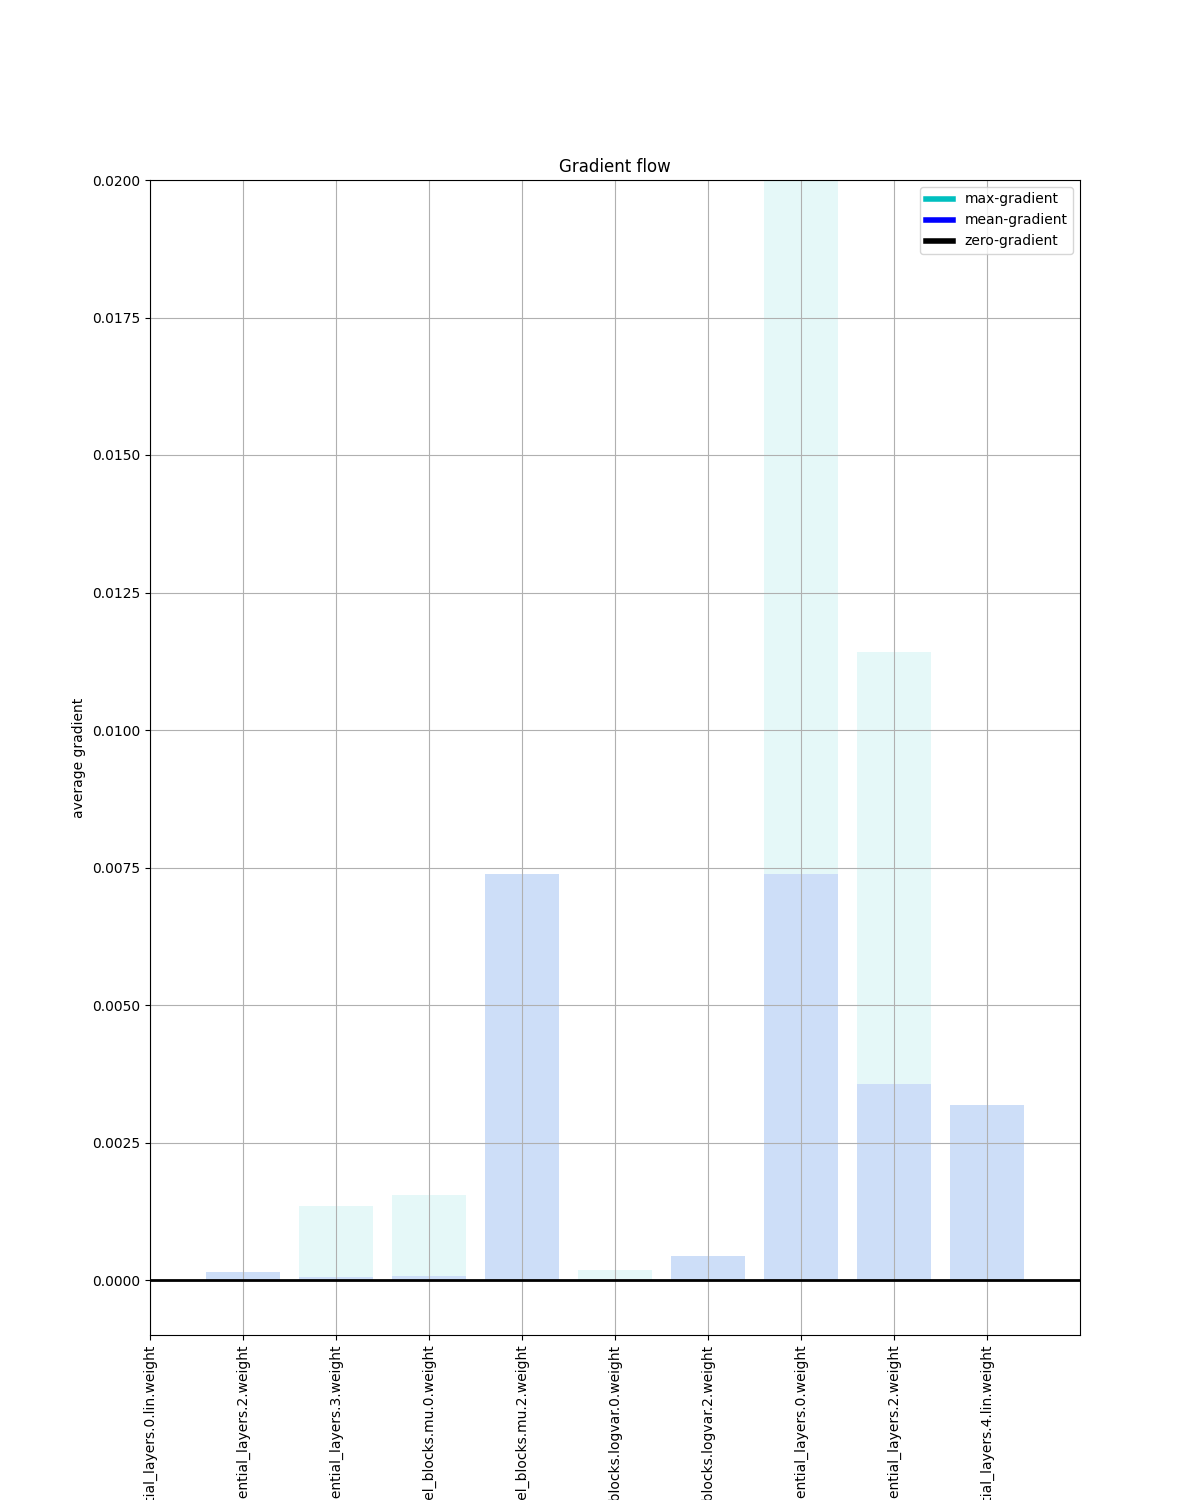 Gradient flow
max-gradient
mean-gradient
zero-gradient
0.0200
0.0175
0.0150
0.0125
0.0100
0.0075
0.0050
0.0025
0.0000
average gradient
tial_layers.0.lin.weight
ential_layers.2.weight
ential_layers.3.weight
el_blocks.mu.0.weight
el_blocks.mu.2.weight
blocks.logvar.0.weight
blocks.logvar.2.weight
ential_layers.0.weight
ential_layers.2.weight
tial_layers.4.lin.weight